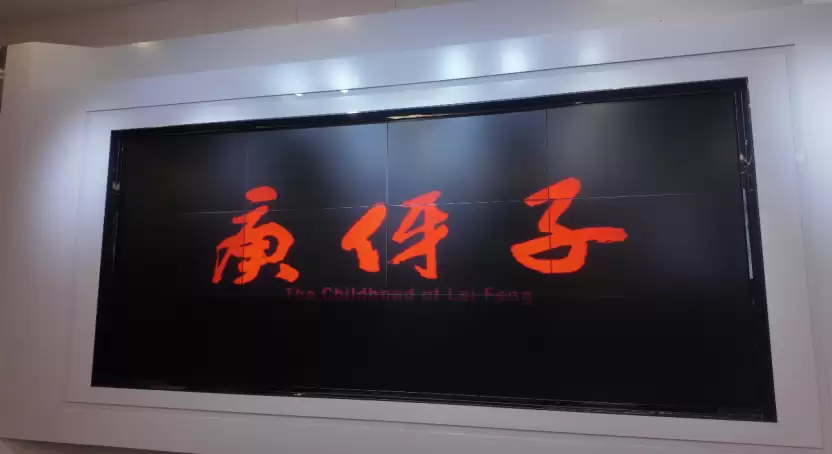 庚伢子
The Childhood of Lei Feng